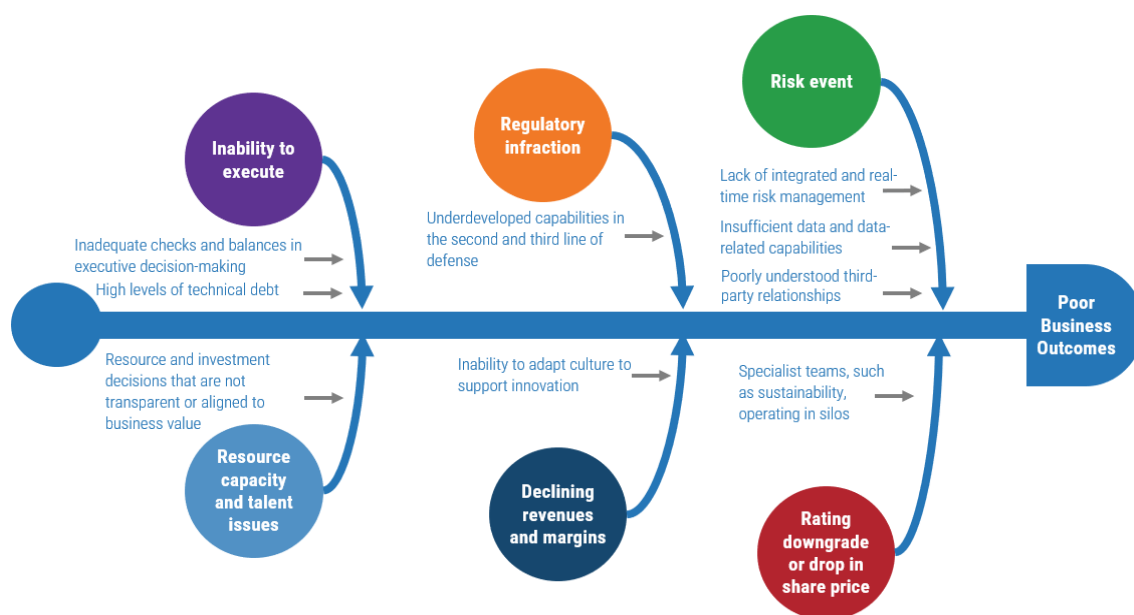 Inability to
execute
Inadequate checks and balances in
executive decision-making
High levels of technical debt
Regulatory
infraction
Underdeveloped capabilities in
the second and third line of
defense
Risk event
Lack of integrated and real-
time risk management
Insufficient data and data-
related capabilities
Poorly understood third-
party relationships
Poor
Business
Outcomes
Resource and investment
decisions that are not
transparent or aligned to
business value
Resource
capacity
and talent
issues
Inability to adapt culture to
support innovation
Declining
revenues
and margins
Specialist teams, such
as sustainability,
operating in silos
Rating
downgrade
or drop in
share price